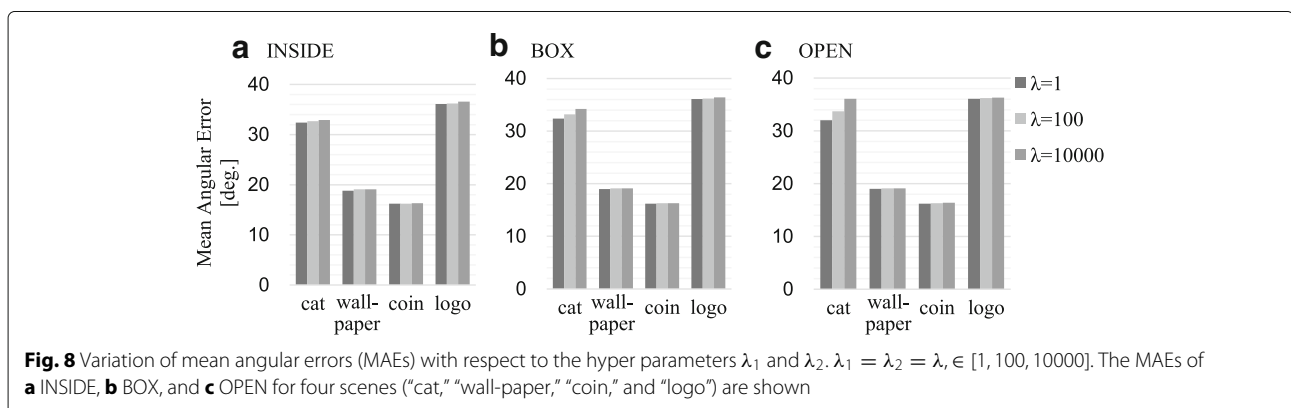 a INSIDE
b BOX
c OPEN
Mean Angular Error
[deg.]
40
30
20
10
0
cat wall-paper coin logo
40
30
20
10
0
cat wall-paper coin logo
40
30
20
10
0
cat wall-paper coin logo
λ=1
λ=100
λ=10000
Fig. 8 Variation of mean angular errors (MAEs) with respect to the hyper parameters λ₁ and λ₂. λ₁ = λ₂ = λ, ∈ [1, 100, 10000]. The MAEs of
a INSIDE, b BOX, and c OPEN for four scenes (“cat,” “wall-paper,” “coin,” and “logo”) are shown